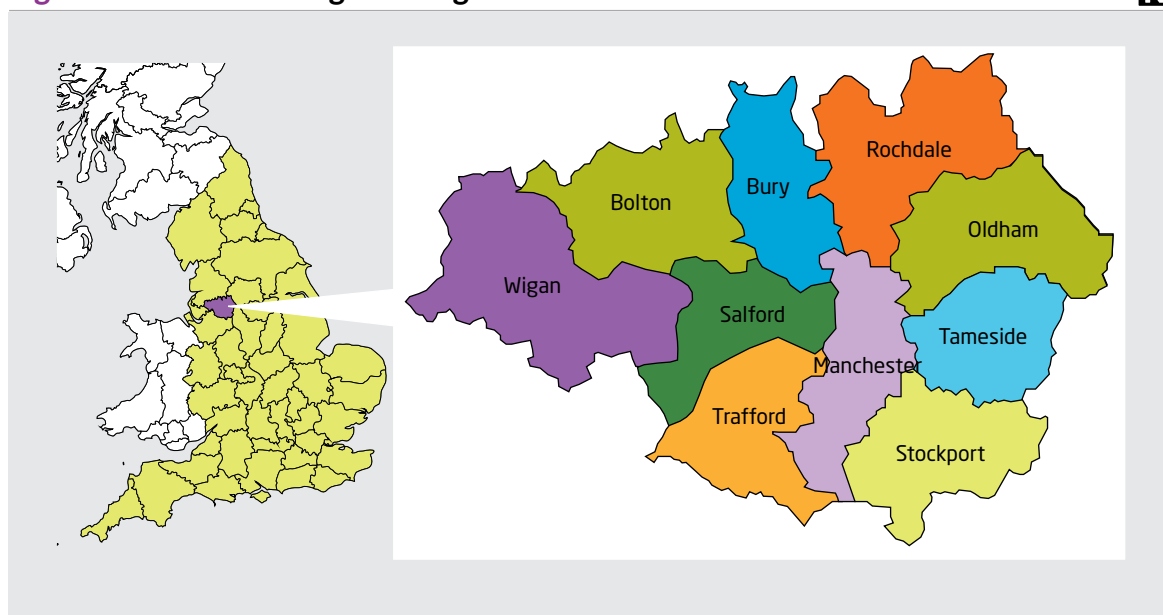 Rochdale
Bury
Bolton
Oldham
Wigan
Salford
Tameside
Manchester
Trafford
Stockport